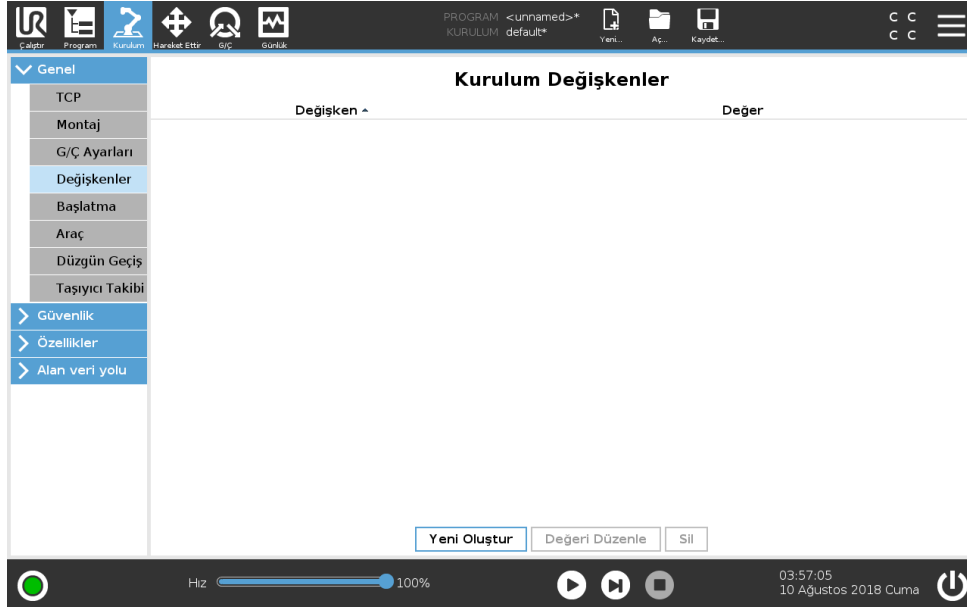 PROGRAM <unnamed>*
KURULUM default*
Çalıştır Program Kurulum Hareket Ettir G/Ç Günlük Yeni... Aç... Kaydet...
C C
C C
Genel
TCP
Montaj
G/Ç Ayarları
Değişkenler
Başlatma
Araç
Düzgün Geçiş
Taşıyıcı Takibi
Güvenlik
Özellikler
Alan veri yolu
Kurulum Değişkenler
Değişken Değer
Yeni Oluştur Değeri Düzenle Sil
Hız 100%
03:57:05
10 Ağustos 2018 Cuma